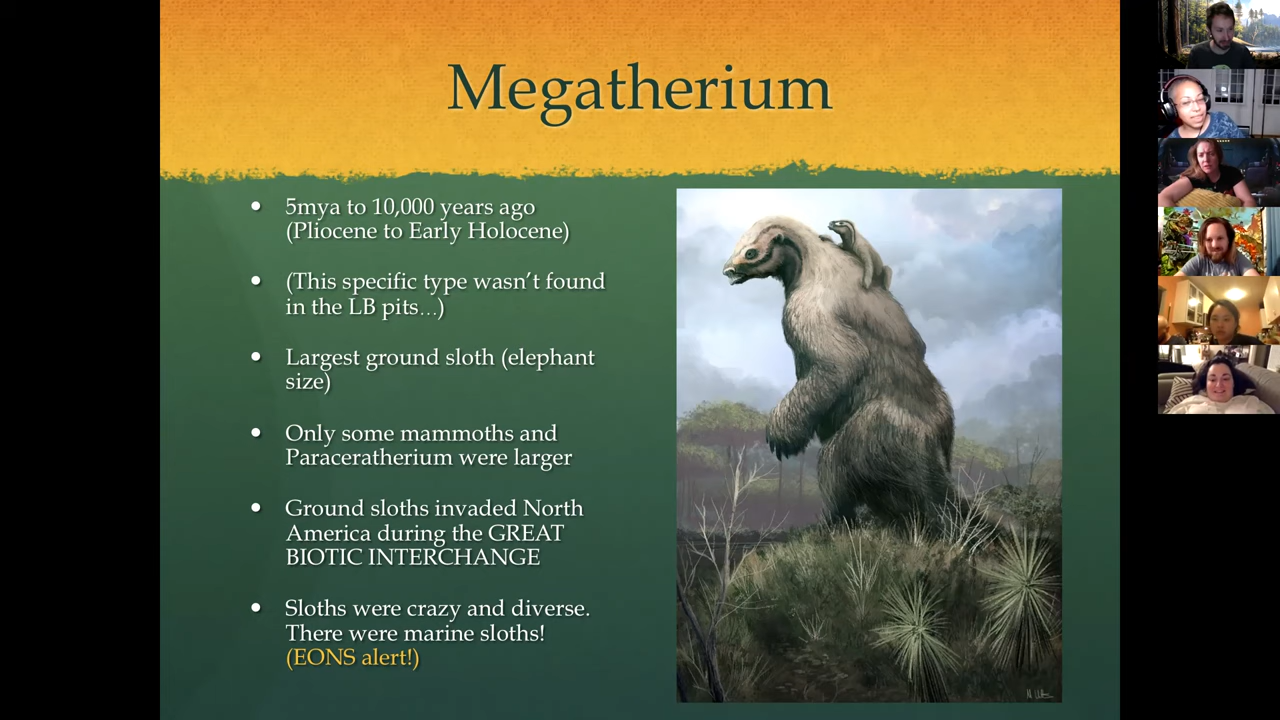 Megatherium
5mya to 10,000 years ago
(Pliocene to Early Holocene)
(This specific type wasn't found
in the LB pits…)
Largest ground sloth (elephant
size)
Only some mammoths and
Paraceratherium were larger
Ground sloths invaded North
America during the GREAT
BIOTIC INTERCHANGE
Sloths were crazy and diverse.
There were marine sloths!
(EONS alert!)